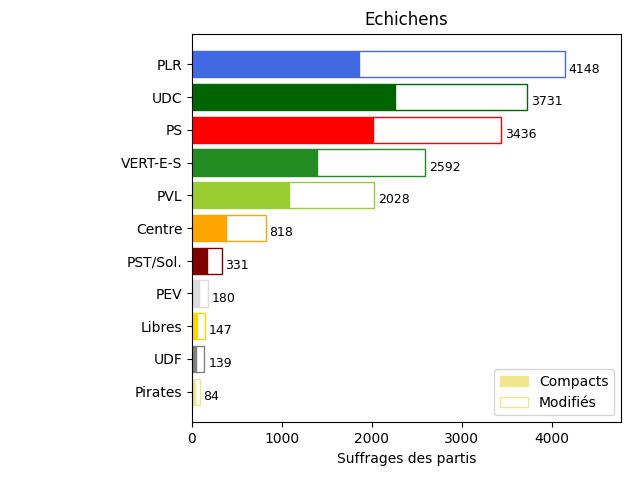 Echichens
PLR 4148
UDC 3731
PS 3436
VERT-E-S 2592
PVL 2028
Centre 818
PST/Sol. 331
PEV 180
Libres 147
UDF 139
Pirates 84
Compacts
Modifiés
0 1000 2000 3000 4000
Suffrages des partis